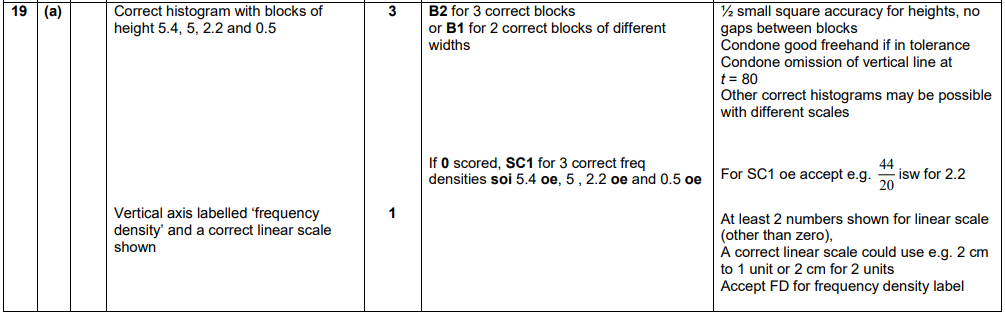 19 (a) Correct histogram with blocks of height 5.4, 5, 2.2 and 0.5
3
B2 for 3 correct blocks
or B1 for 2 correct blocks of different
widths
½ small square accuracy for heights, no
gaps between blocks
Condone good freehand if in tolerance
Condone omission of vertical line at
t = 80
Other correct histograms may be possible
with different scales
If 0 scored, SC1 for 3 correct freq
densities soi 5.4 oe, 5 , 2.2 oe and 0.5 oe
For SC1 oe accept e.g. 44/20 isw for 2.2
Vertical axis labelled ‘frequency
density’ and a correct linear scale
shown
1
At least 2 numbers shown for linear scale
(other than zero),
A correct linear scale could use e.g. 2 cm
to 1 unit or 2 cm for 2 units
Accept FD for frequency density label